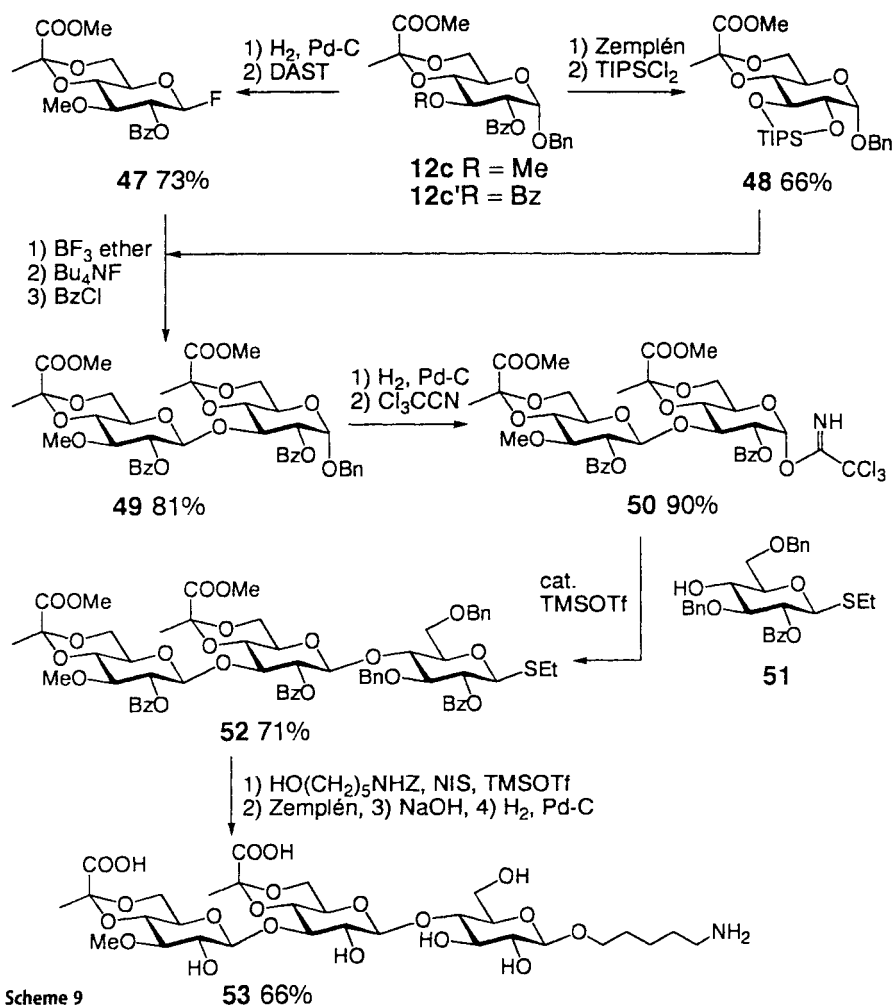 COOMe
O
O
O
MeO
BzO
F
47 73%
1) H₂, Pd-C
2) DAST
COOMe
O
O
O
RO
BzO
OBn
12c R = Me
12c'R = Bz
1) Zemplén
2) TIPSCl₂
COOMe
O
O
O
O
TIPS
O
OBn
48 66%
1) BF₃ ether
2) Bu₄NF
3) BzCl
COOMe
COOMe
O
O
O
O
O
O
MeO
BzO
O
BzO
OBn
49 81%
1) H₂, Pd-C
2) Cl₃CCN
COOMe
COOMe
O
O
O
O
O
O
MeO
BzO
O
BzO
O
NH
CCl₃
50 90%
cat.
TMSOTf
OBn
HO
O
BnO
SEt
BzO
51
COOMe
COOMe
OBn
O
O
O
O
O
O
O
O
MeO
O
BnO
SEt
BzO
BzO
BzO
52 71%
1) HO(CH₂)₅NHZ, NIS, TMSOTf
2) Zemplén, 3) NaOH, 4) H₂, Pd-C
COOH
COOH
OH
O
O
O
O
O
O
O
O
MeO
O
HO
O
NH₂
HO
HO
HO
Scheme 9
53 66%